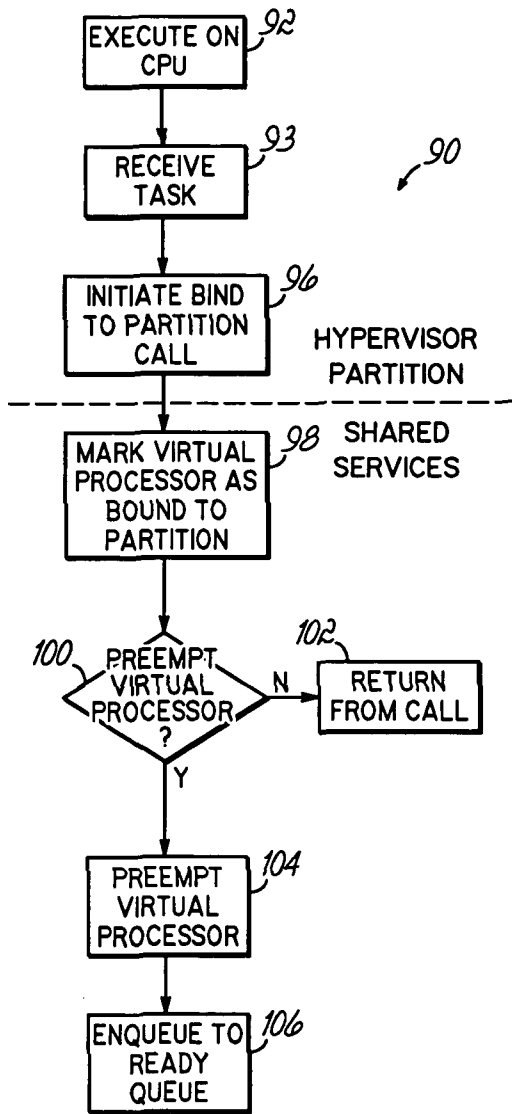 92
EXECUTE ON
CPU
93
RECEIVE
TASK
90
96
INITIATE BIND
TO PARTITION
CALL
HYPERVISOR
PARTITION
SHARED
SERVICES
98
MARK VIRTUAL
PROCESSOR AS
BOUND TO
PARTITION
100
PREEMPT
VIRTUAL
PROCESSOR
?
N
102
RETURN
FROM CALL
Y
104
PREEMPT
VIRTUAL
PROCESSOR
106
ENQUEUE TO
READY
QUEUE